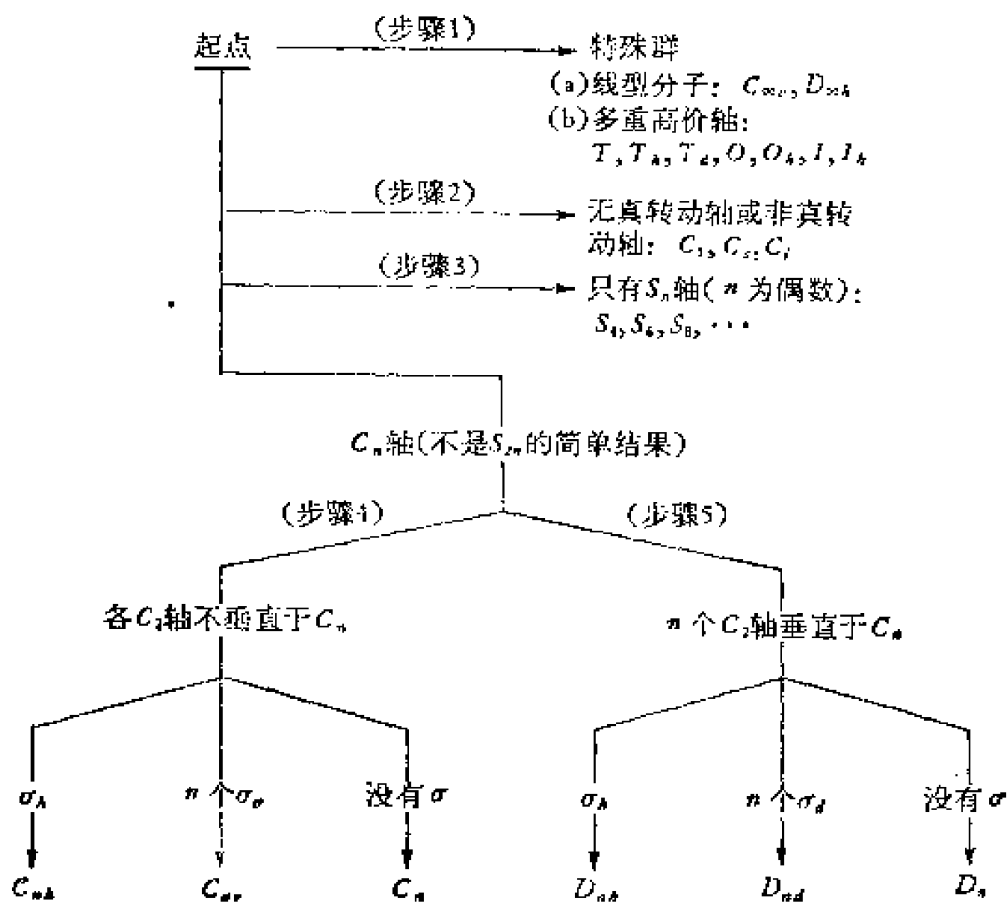 起点
(步骤1)
特殊群
(a)线型分子： C∞v, D∞h
(b)多重高价轴：
T, Th, Td, O, Oh, I, Ih
(步骤2)
无真转动轴或非真转
动轴： C1, Cs, Ci
(步骤3)
只有Sn轴( n 为偶数)：
S4, S6, S8, ···
Cn轴(不是S2n的简单结果)
(步骤4)
(步骤5)
各C2轴不垂直于Cn
n 个C2轴垂直于Cn
σh
n 个σv
没有σ
σh
n 个σd
没有σ
Cnh
Cnv
Cn
Dnh
Dnd
Dn